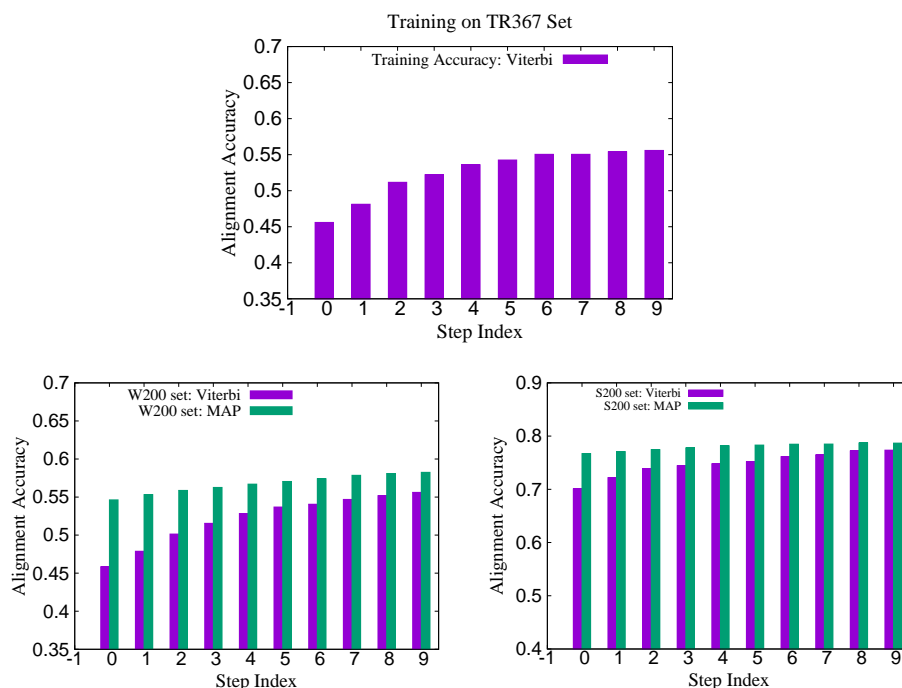 Training on TR367 Set
0.7
0.65
0.6
0.55
0.5
0.45
0.4
0.35
Alignment Accuracy
Training Accuracy: Viterbi
-1 0 1 2 3 4 5 6 7 8 9
Step Index
0.7
0.65
0.6
0.55
0.5
0.45
0.4
0.35
Alignment Accuracy
W200 set: Viterbi
W200 set: MAP
-1 0 1 2 3 4 5 6 7 8 9
Step Index
0.9
0.8
0.7
0.6
0.5
0.4
Alignment Accuracy
S200 set: Viterbi
S200 set: MAP
-1 0 1 2 3 4 5 6 7 8 9
Step Index